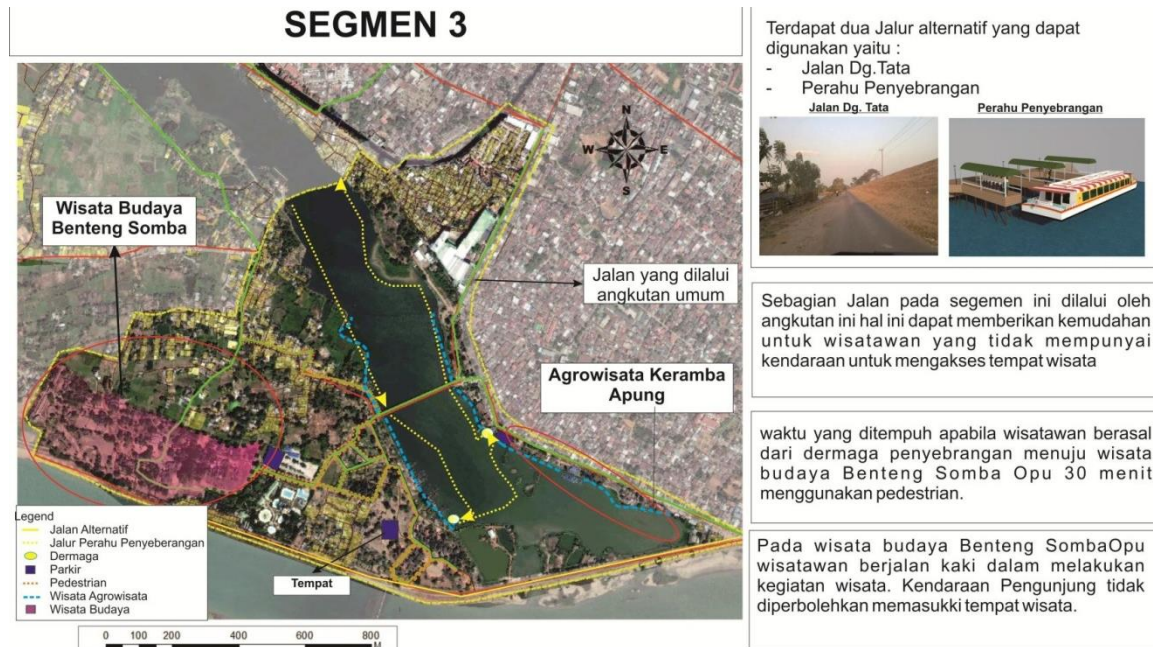 SEGMEN 3
N
W
E
S
Wisata Budaya
Benteng Somba
Jalan yang dilalui
angkutan umum
Agrowisata Keramba
Apung
Tempat
Legend
Jalan Alternatif
Jalur Perahu Penyeberangan
Dermaga
Parkir
Pedestrian
Wisata Agrowisata
Wisata Budaya
0 100 200 400 600 800
M
Terdapat dua Jalur alternatif yang dapat
digunakan yaitu :
- Jalan Dg.Tata
- Perahu Penyebrangan
Jalan Dg. Tata
Perahu Penyebrangan
Sebagian Jalan pada segemen ini dilalui oleh
angkutan ini hal ini dapat memberikan kemudahan
untuk wisatawan yang tidak mempunyai
kendaraan untuk mengakses tempat wisata
waktu yang ditempuh apabila wisatawan berasal
dari dermaga penyebrangan menuju wisata
budaya Benteng Somba Opu 30 menit
menggunakan pedestrian.
Pada wisata budaya Benteng SombaOpu
wisatawan berjalan kaki dalam melakukan
kegiatan wisata. Kendaraan Pengunjung tidak
diperbolehkan memasukki tempat wisata.